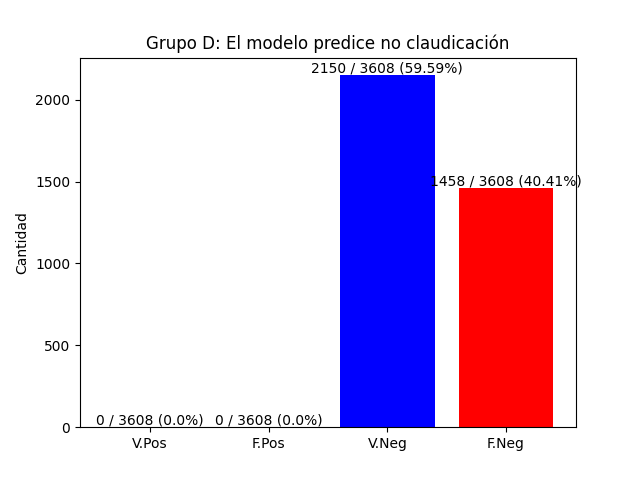 Grupo D: El modelo predice no claudicación
2150 / 3608 (59.59%)
2000
1458 / 3608 (40.41%)
1500
Cantidad
1000
500
0 / 3608 (0.0%) 0 / 3608 (0.0%)
0
V.Pos F.Pos V.Neg F.Neg